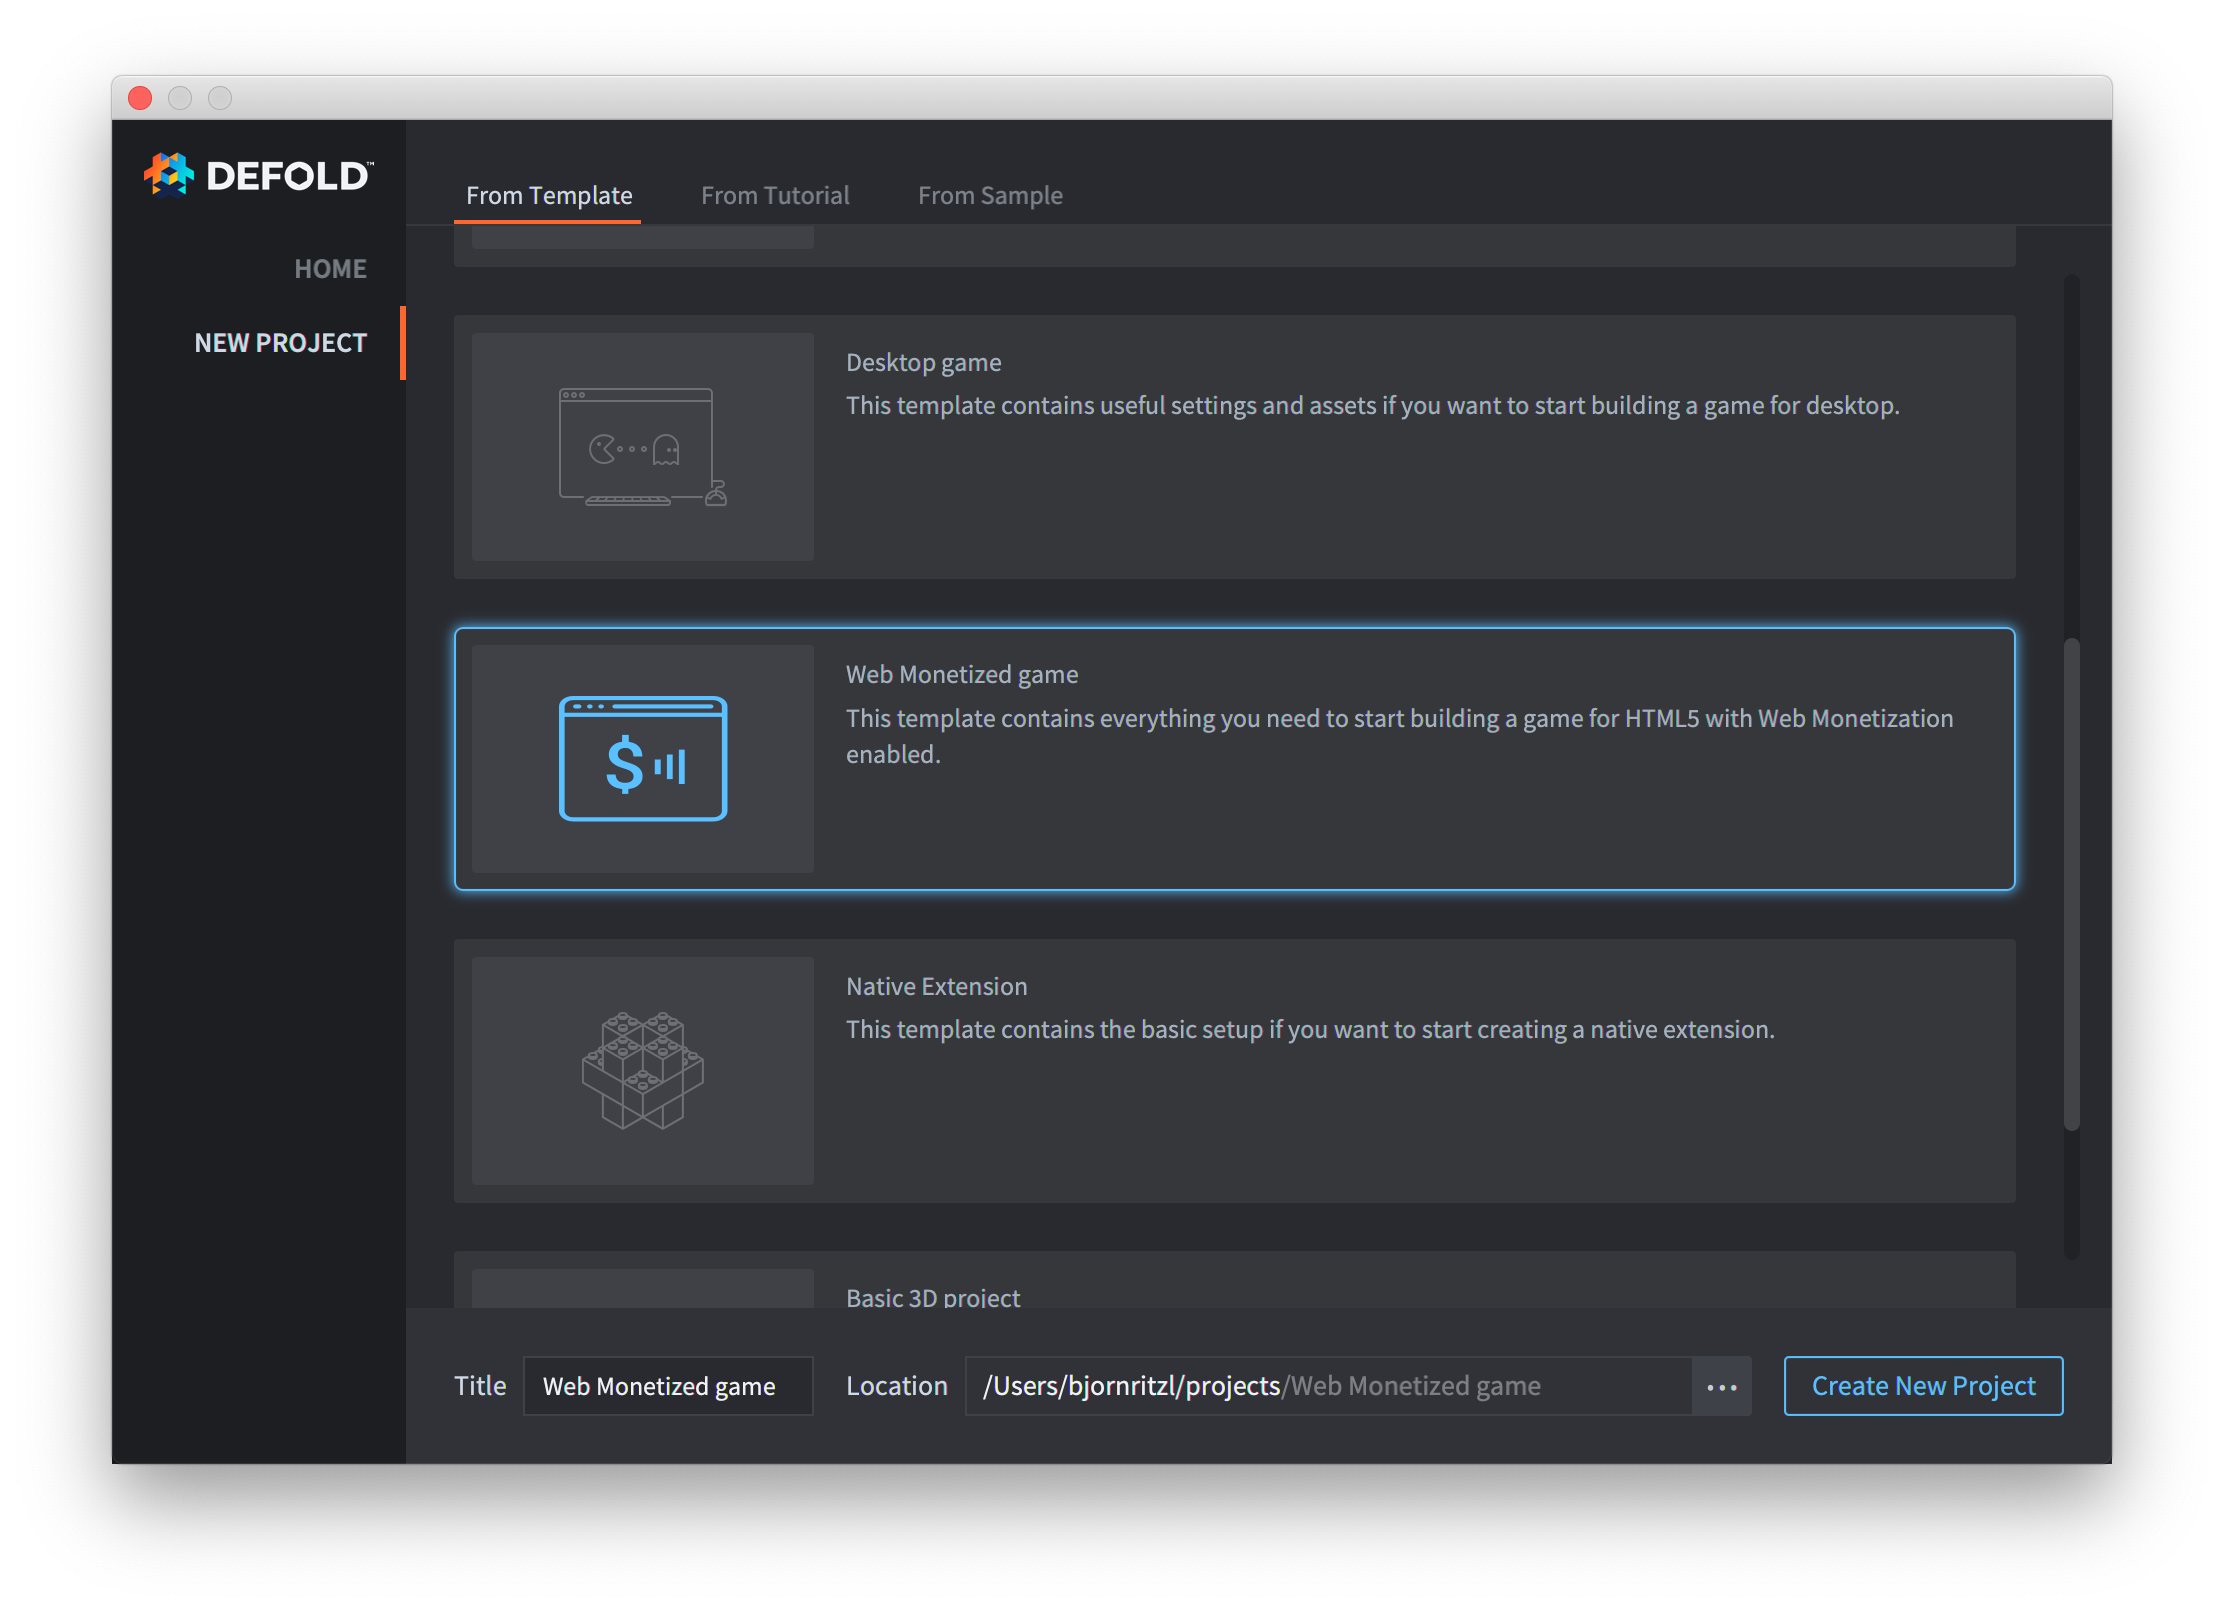 DEFOLD™
HOME
NEW PROJECT
From Template
From Tutorial
From Sample
Desktop game
This template contains useful settings and assets if you want to start building a game for desktop.
$
Web Monetized game
This template contains everything you need to start building a game for HTML5 with Web Monetization
enabled.
Native Extension
This template contains the basic setup if you want to start creating a native extension.
Basic 3D project
Title
Web Monetized game
Location
/Users/bjornritzl/projects/Web Monetized game
...
Create New Project